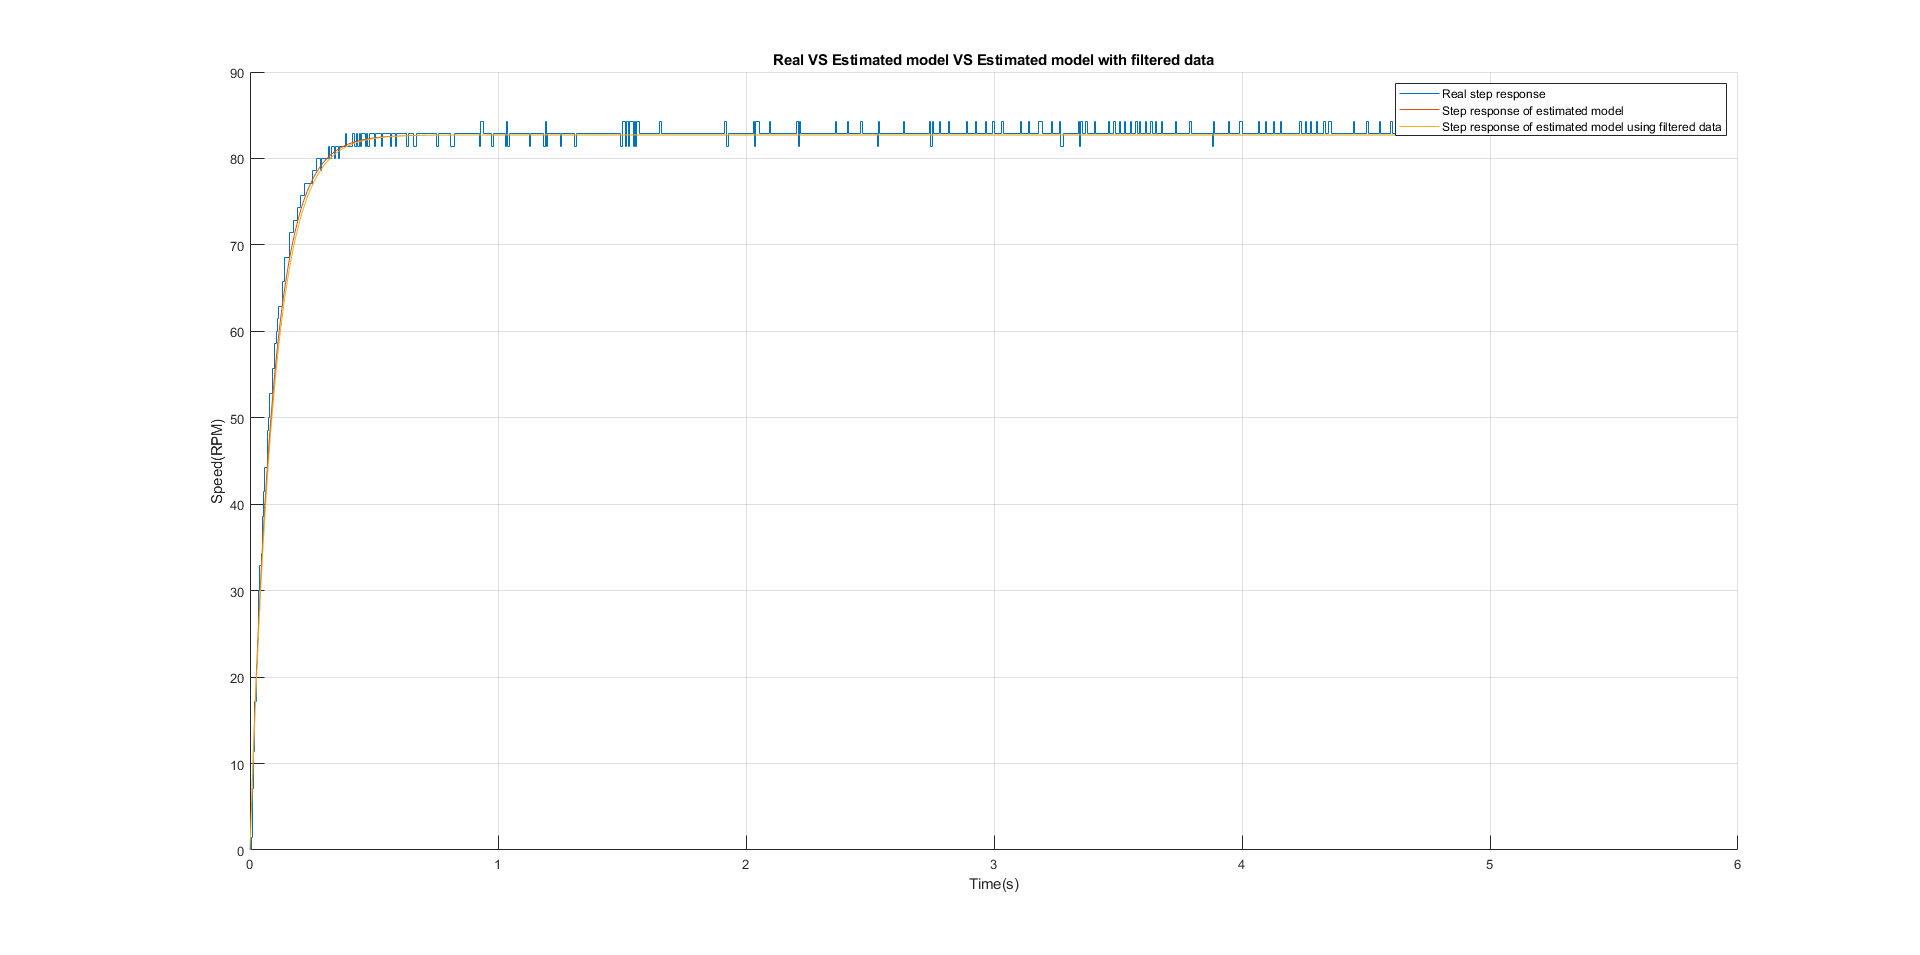 Real VS Estimated model VS Estimated model with filtered data
90
80
70
60
50
40
30
20
10
0
Speed(RPM)
Real step response
Step response of estimated model
Step response of estimated model using filtered data
0 1 2 3 4 5 6
Time(s)